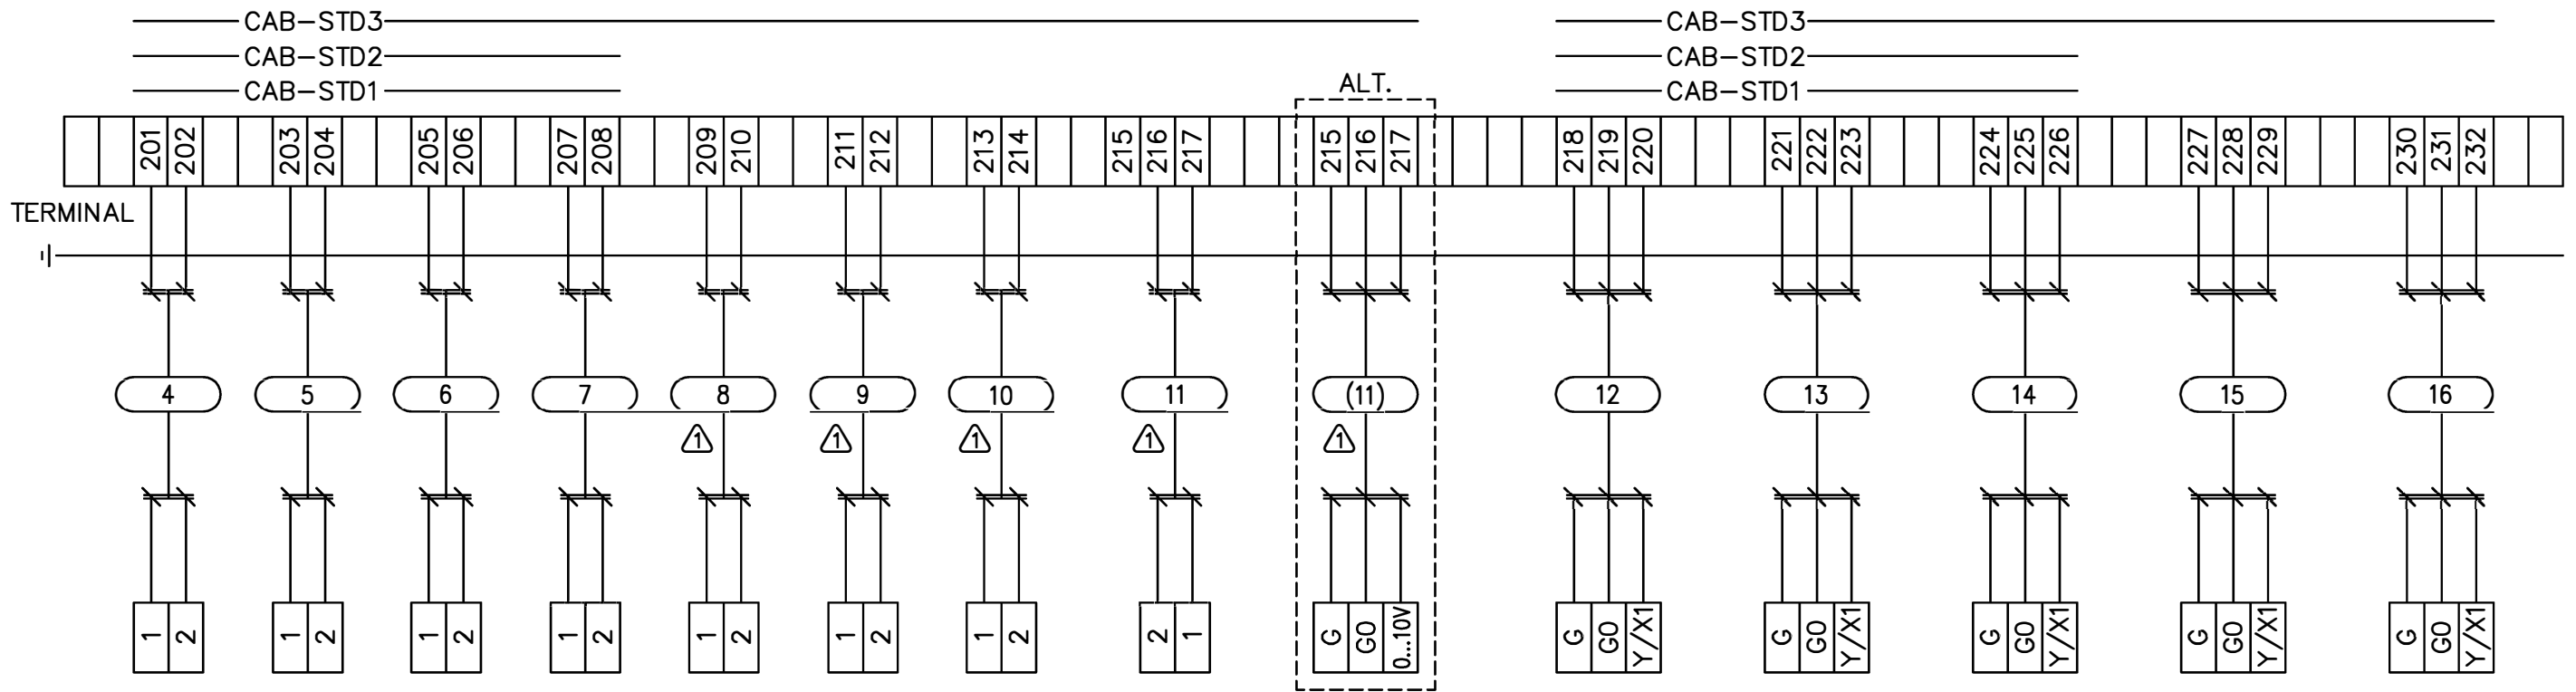 CAB-STD3 CAB-STD3
CAB-STD2 CAB-STD2
CAB-STD1 ALT. CAB-STD1
201 202 203 204 205 206 207 208 209 210 211 212 213 214 215 216 217 215 216 217 218 219 220 221 222 223 224 225 226 227 228 229 230 231 232
TERMINAL
4 5 6 7 8 9 10 11 (11) 12 13 14 15 16
1 1 1 1 1
1 2 1 2 1 2 1 2 1 2 1 2 1 2 2 1 G G0 0...10V G G0 Y/X1 G G0 Y/X1 G G0 Y/X1 G G0 Y/X1 G G0 Y/X1